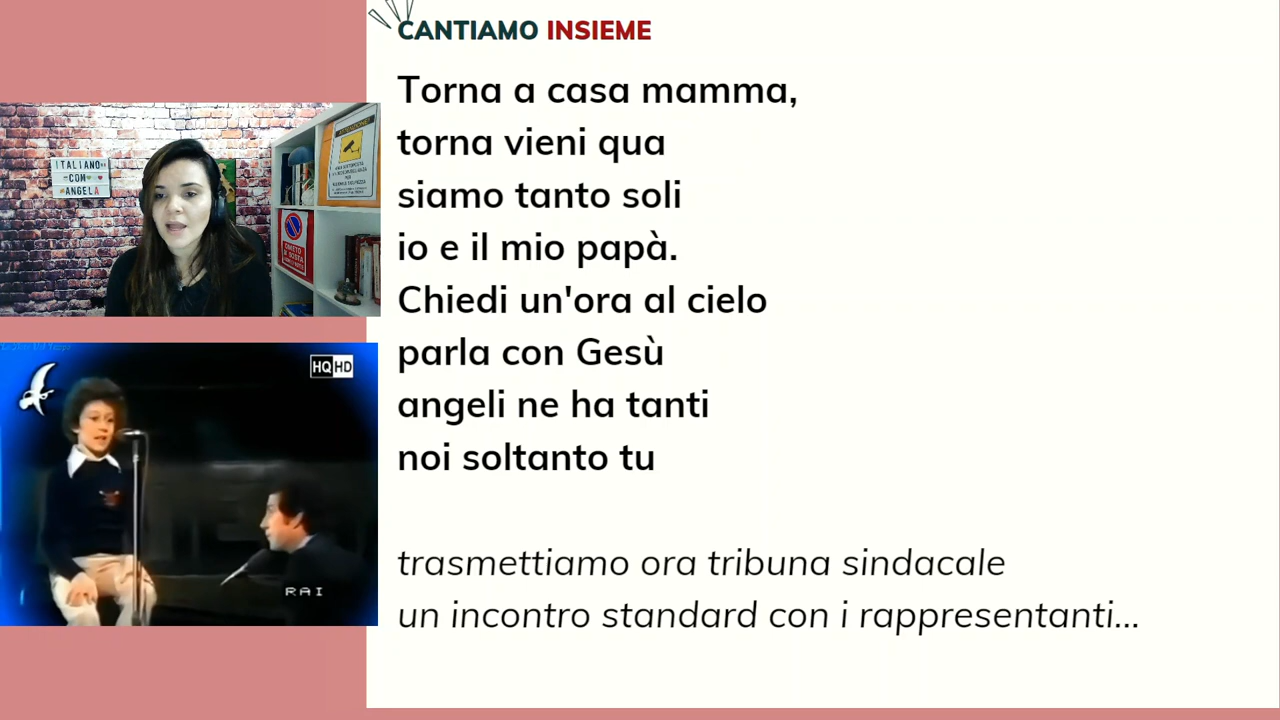 CANTIAMO INSIEME
Torna a casa mamma,
torna vieni qua
siamo tanto soli
io e il mio papà.
Chiedi un'ora al cielo
parla con Gesù
angeli ne ha tanti
noi soltanto tu
trasmettiamo ora tribuna sindacale
un incontro standard con i rappresentanti...
ITALIANO
COM
ANGELA
HQ HD
RAI